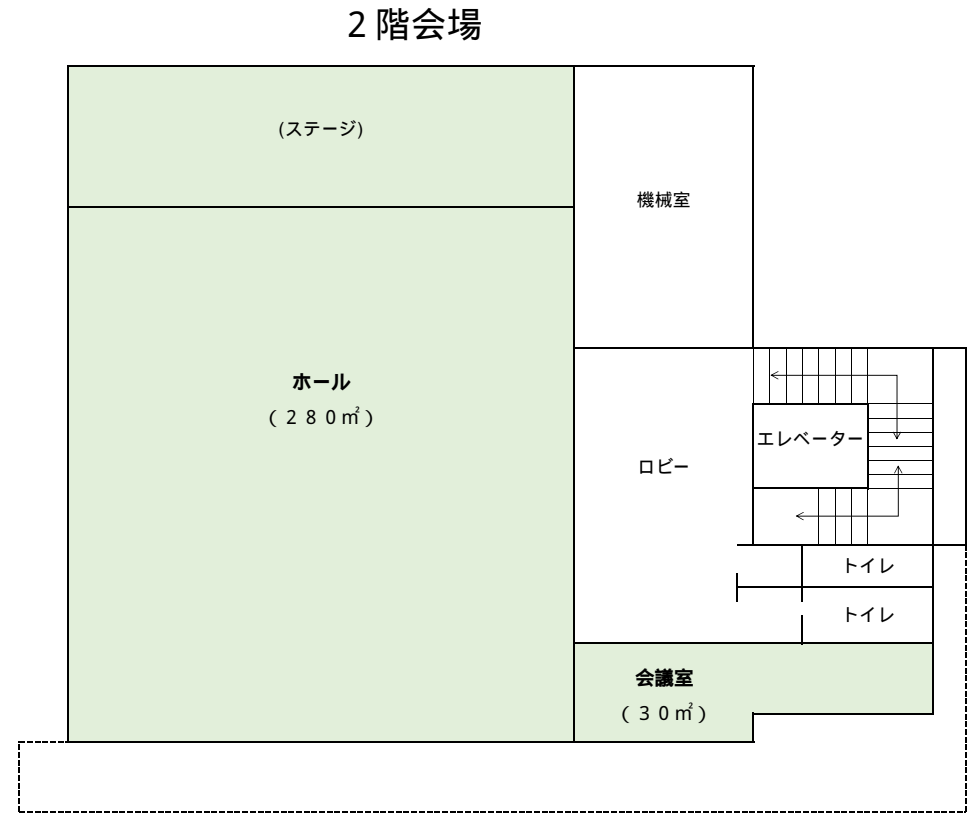 ２階会場
(ステージ)
機械室
ホール
（２８０㎡）
エレベーター
ロビー
トイレ
トイレ
会議室
（３０㎡）